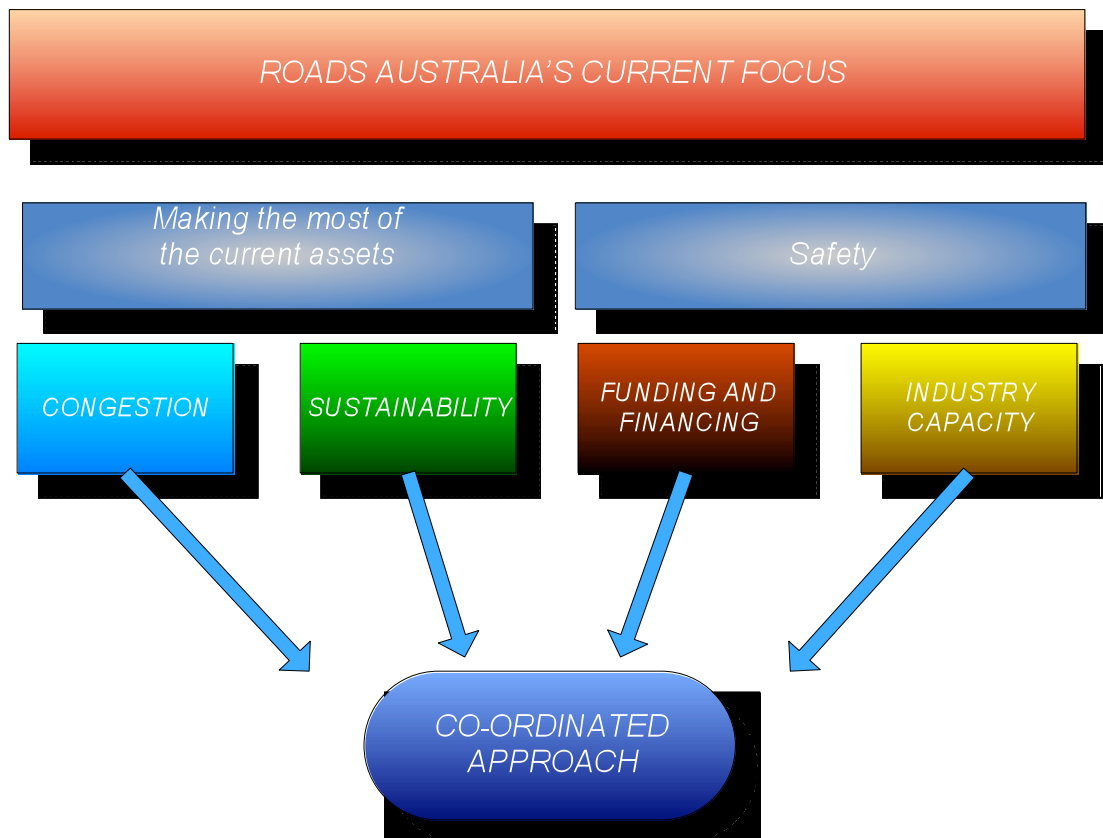 ROADS AUSTRALIA'S CURRENT FOCUS
Making the most of
the current assets
Safety
CONGESTION
SUSTAINABILITY
FUNDING AND
FINANCING
INDUSTRY
CAPACITY
CO-ORDINATED
APPROACH